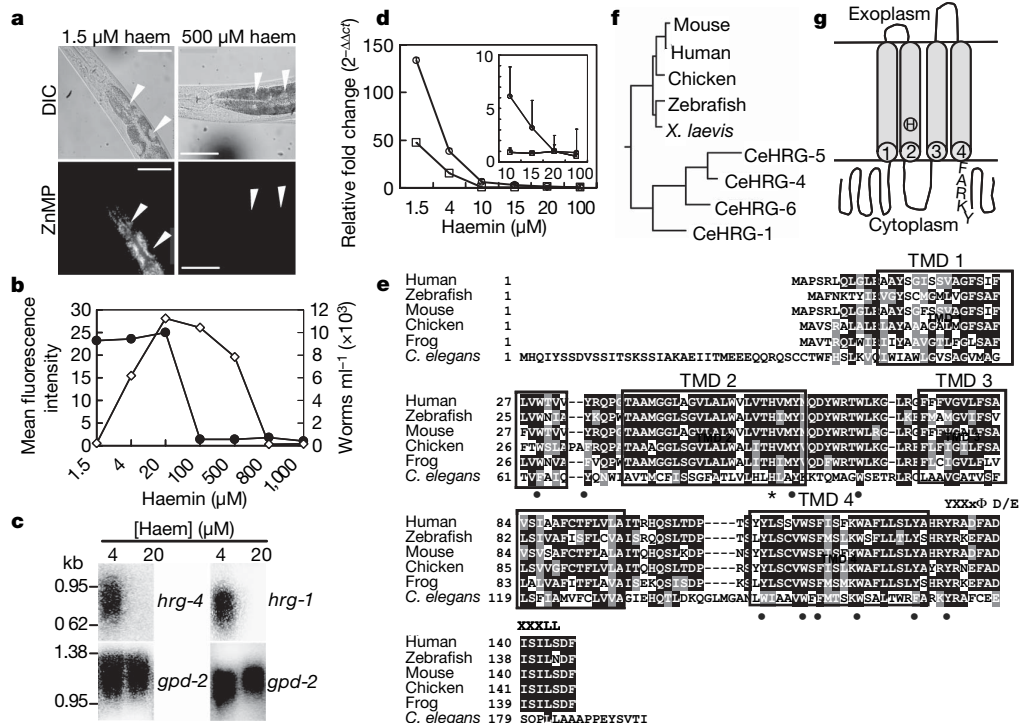 a
1.5 µM haem
500 µM haem
DIC
ZnMP
b
Mean fluorescence intensity
30
25
20
15
10
5
0
Worms ml⁻¹ (×10³)
12
10
8
6
4
2
0
1.5
4
20
100
500
800
1,000
Haemin (µM)
c
[Haem] (µM)
4 20
4 20
kb
0.95
0 62
hrg-4
hrg-1
1.38
0.95
gpd-2
gpd-2
d
Relative fold change (2⁻ΔΔct)
150
100
50
0
10
5
0
10 15 20 100
1.5 4 10 15 20 100
Haemin (µM)
f
Mouse
Human
Chicken
Zebrafish
X. laevis
CeHRG-5
CeHRG-4
CeHRG-6
CeHRG-1
g
Exoplasm
H
1 2 3 4
FARKY
Cytoplasm
e
TMD 1
Human 1
Zebrafish 1
Mouse 1
Chicken 1
Frog 1
C. elegans 1
TMD 2
TMD 3
Human 27
Zebrafish 25
Mouse 27
Chicken 26
Frog 26
C. elegans 61
*
TMD 4
YXXxΦ D/E
Human 84
Zebrafish 82
Mouse 84
Chicken 85
Frog 83
C. elegans 119
XXXLL
Human 140 ISILSDF
Zebrafish 138 ISILNDF
Mouse 140 ISILSDF
Chicken 141 ISILSDF
Frog 139 ISILSDF
C. elegans 179 SQPLLAAAPPEYSVTI